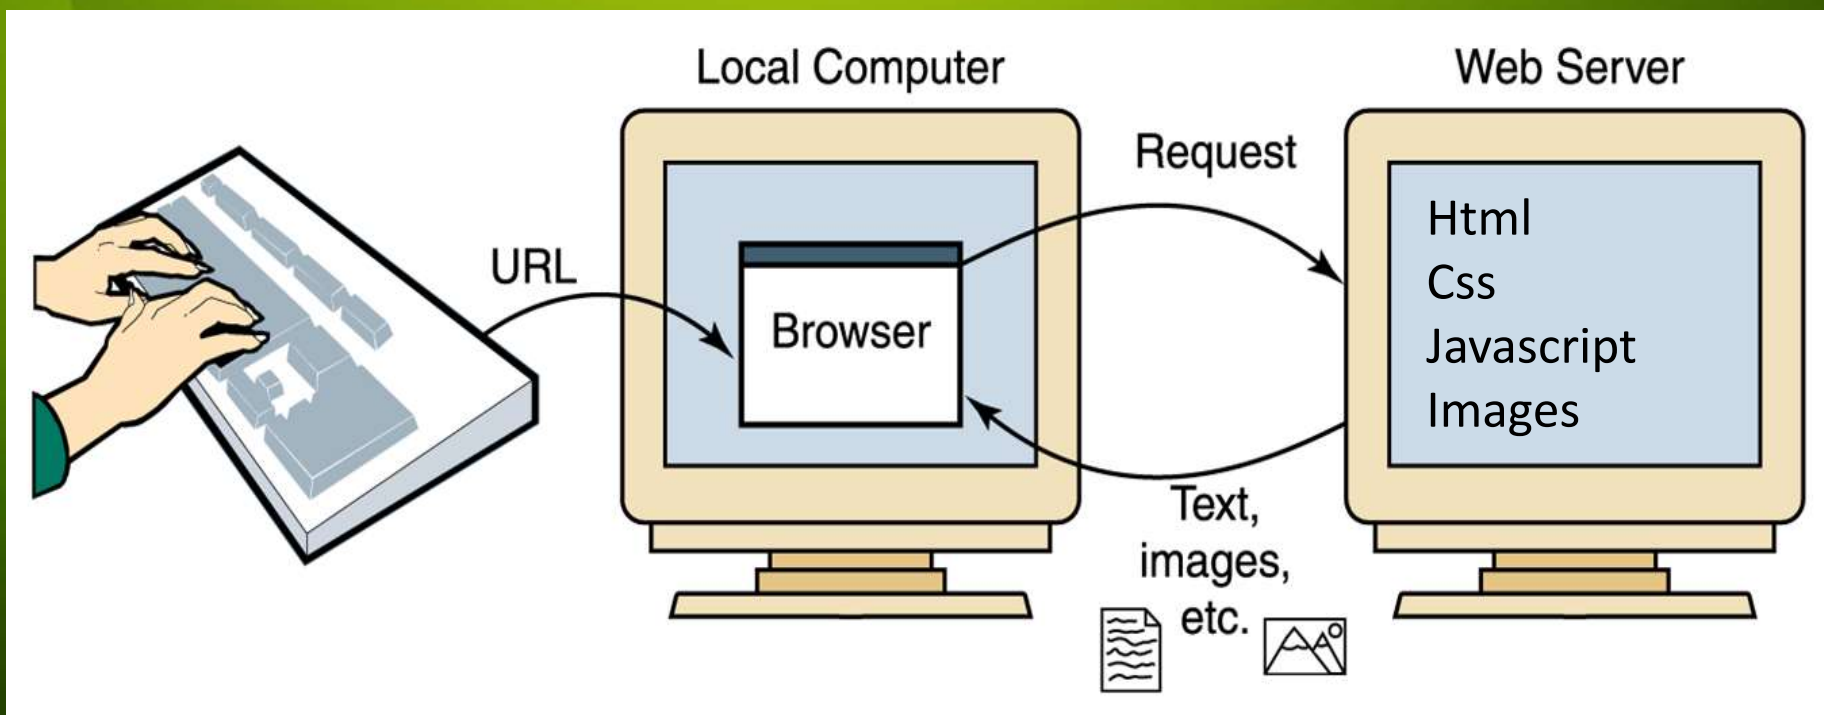 Local Computer
Web Server
Request
URL
Browser
Html
Css
Javascript
Images
Text,
images,
etc.